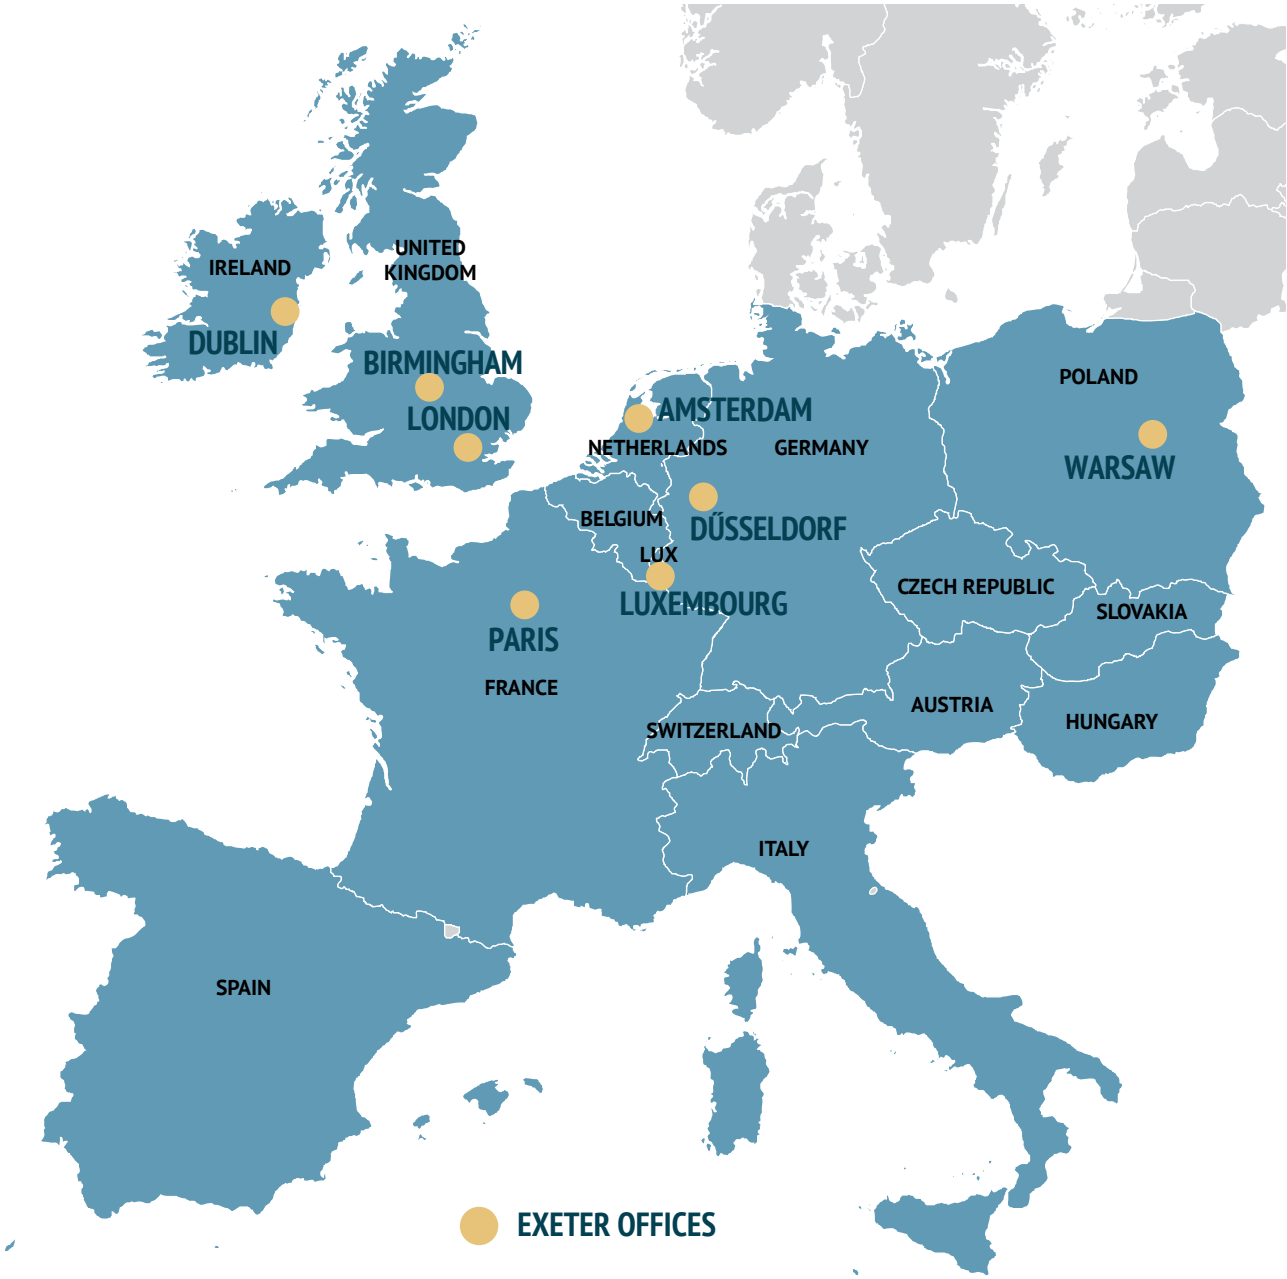 UNITED
KINGDOM
IRELAND
DUBLIN
BIRMINGHAM
LONDON
POLAND
AMSTERDAM
NETHERLANDS
GERMANY
WARSAW
BELGIUM
DŰSSELDORF
LUX
LUXEMBOURG
CZECH REPUBLIC
SLOVAKIA
PARIS
FRANCE
AUSTRIA
HUNGARY
SWITZERLAND
ITALY
SPAIN
EXETER OFFICES